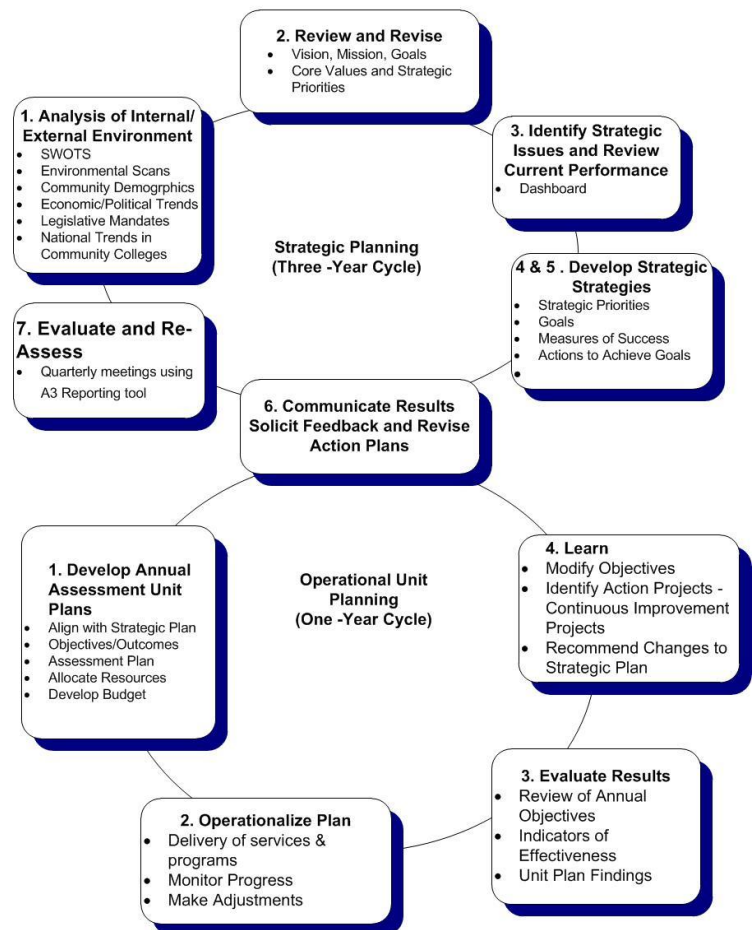 2. Review and Revise
• Vision, Mission, Goals
• Core Values and Strategic
Priorities
1. Analysis of Internal/
External Environment
• SWOTS
• Environmental Scans
• Community Demogrphics
• Economic/Political Trends
• Legislative Mandates
• National Trends in
Community Colleges
3. Identify Strategic
Issues and Review
Current Performance
• Dashboard
Strategic Planning
(Three -Year Cycle)
4 & 5 . Develop Strategic
Strategies
• Strategic Priorities
• Goals
• Measures of Success
• Actions to Achieve Goals
•
7. Evaluate and Re-
Assess
• Quarterly meetings using
A3 Reporting tool
6. Communicate Results
Solicit Feedback and Revise
Action Plans
1. Develop Annual
Assessment Unit
Plans
• Align with Strategic Plan
• Objectives/Outcomes
• Assessment Plan
• Allocate Resources
• Develop Budget
Operational Unit
Planning
(One -Year Cycle)
4. Learn
• Modify Objectives
• Identify Action Projects -
Continuous Improvement
Projects
• Recommend Changes to
Strategic Plan
3. Evaluate Results
• Review of Annual
Objectives
• Indicators of
Effectiveness
• Unit Plan Findings
2. Operationalize Plan
• Delivery of services &
programs
• Monitor Progress
• Make Adjustments